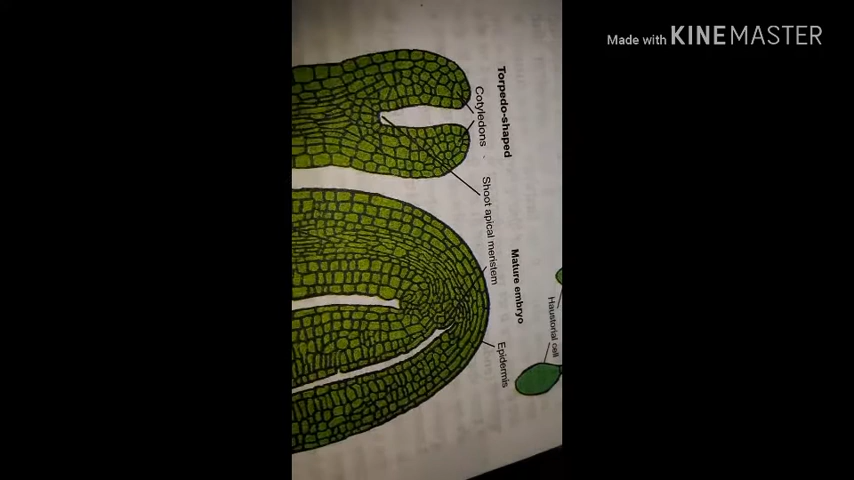 Made with KINEMASTER
Torpedo-shaped
Cotyledons
Shoot apical meristem
Mature embryo
Epidermis
Haustorial cell